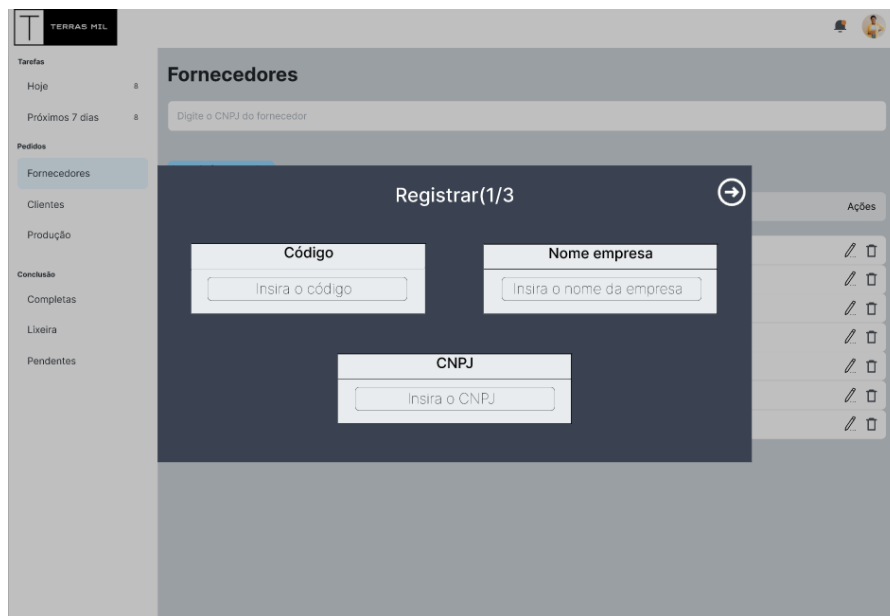 TERRAS MIL
Tarefas
Hoje 8
Próximos 7 dias 8
Pedidos
Fornecedores
Clientes
Produção
Conclusão
Completas
Lixeira
Pendentes
Fornecedores
Digite o CNPJ do fornecedor
Ações
Registrar(1/3
Código
Insira o código
Nome empresa
Insira o nome da empresa
CNPJ
Insira o CNPJ